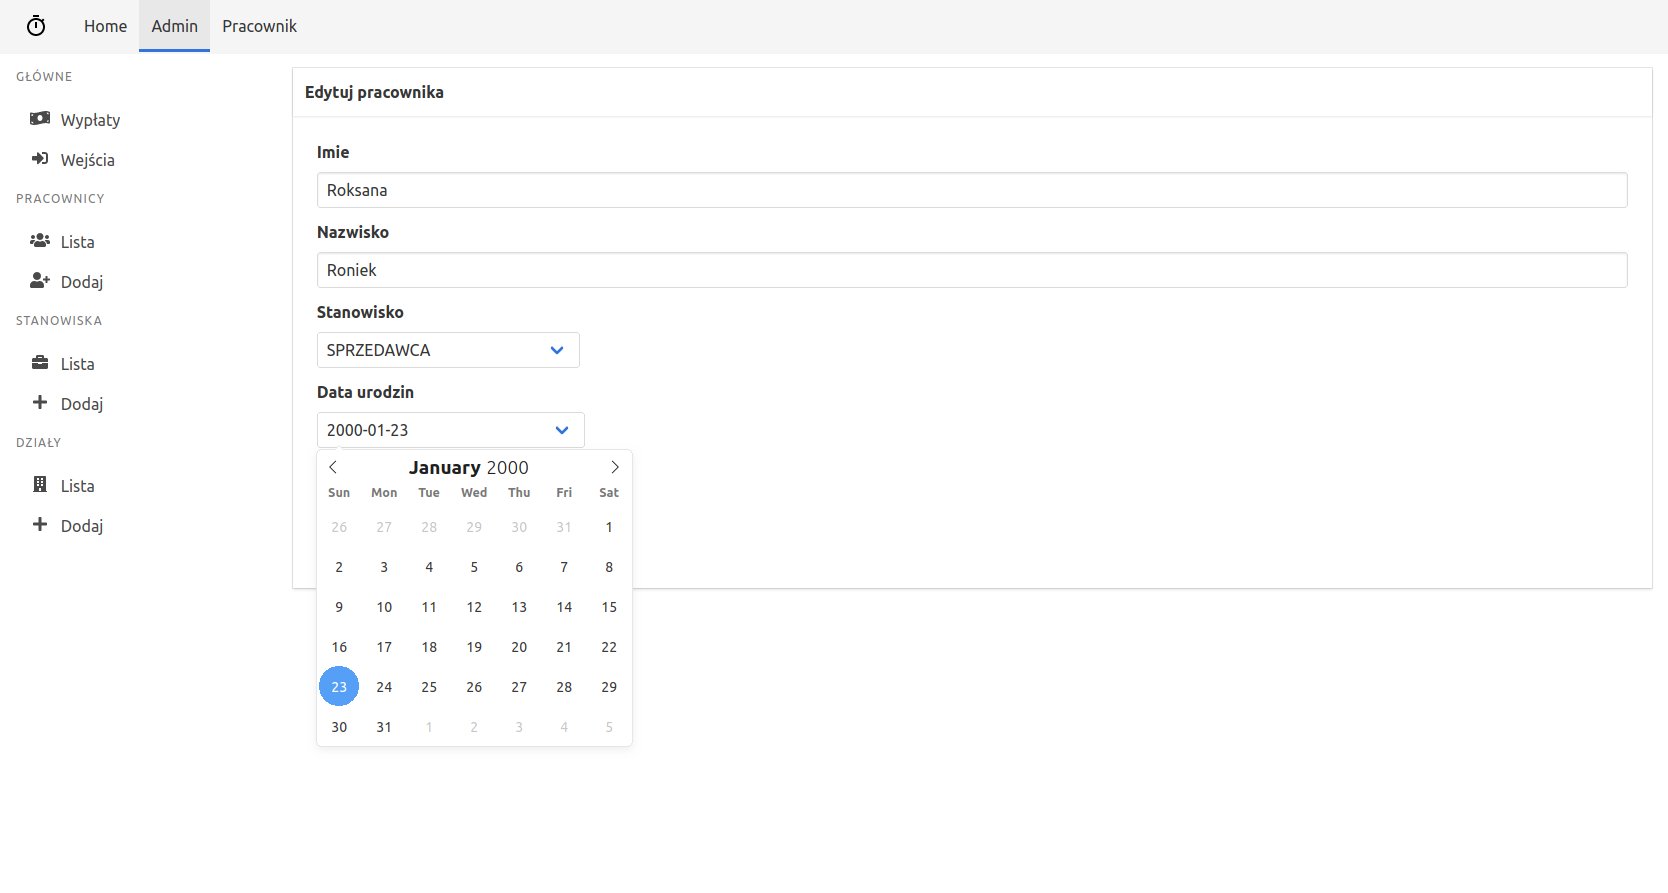 Home Admin Pracownik
GŁÓWNE
Wypłaty
Wejścia
PRACOWNICY
Lista
Dodaj
STANOWISKA
Lista
Dodaj
DZIAŁY
Lista
Dodaj
Edytuj pracownika
Imie
Roksana
Nazwisko
Roniek
Stanowisko
SPRZEDAWCA
Data urodzin
2000-01-23
January 2000
Sun Mon Tue Wed Thu Fri Sat
26 27 28 29 30 31 1
2 3 4 5 6 7 8
9 10 11 12 13 14 15
16 17 18 19 20 21 22
23 24 25 26 27 28 29
30 31 1 2 3 4 5